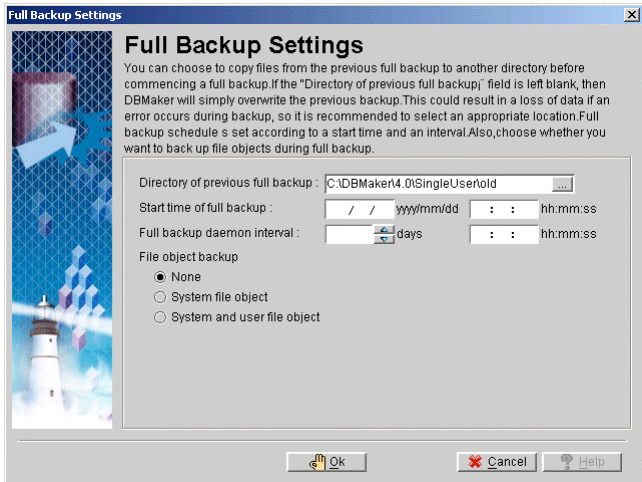 Full Backup Settings
Full Backup Settings
You can choose to copy files from the previous full backup to another directory before
commencing a full backup.If the "Directory of previous full backup¡¨ field is left blank, then
DBMaker will simply overwrite the previous backup.This could result in a loss of data if an
error occurs during backup, so it is recommended to select an appropriate location.Full
backup schedule s set according to a start time and an interval.Also,choose whether you
want to back up file objects during full backup.
Directory of previous full backup : C:\DBMaker\4.0\SingleUser\old ...
Start time of full backup : / / yyyy/mm/dd : : hh:mm:ss
Full backup daemon interval : days : : hh:mm:ss
File object backup
None
System file object
System and user file object
Ok Cancel Help